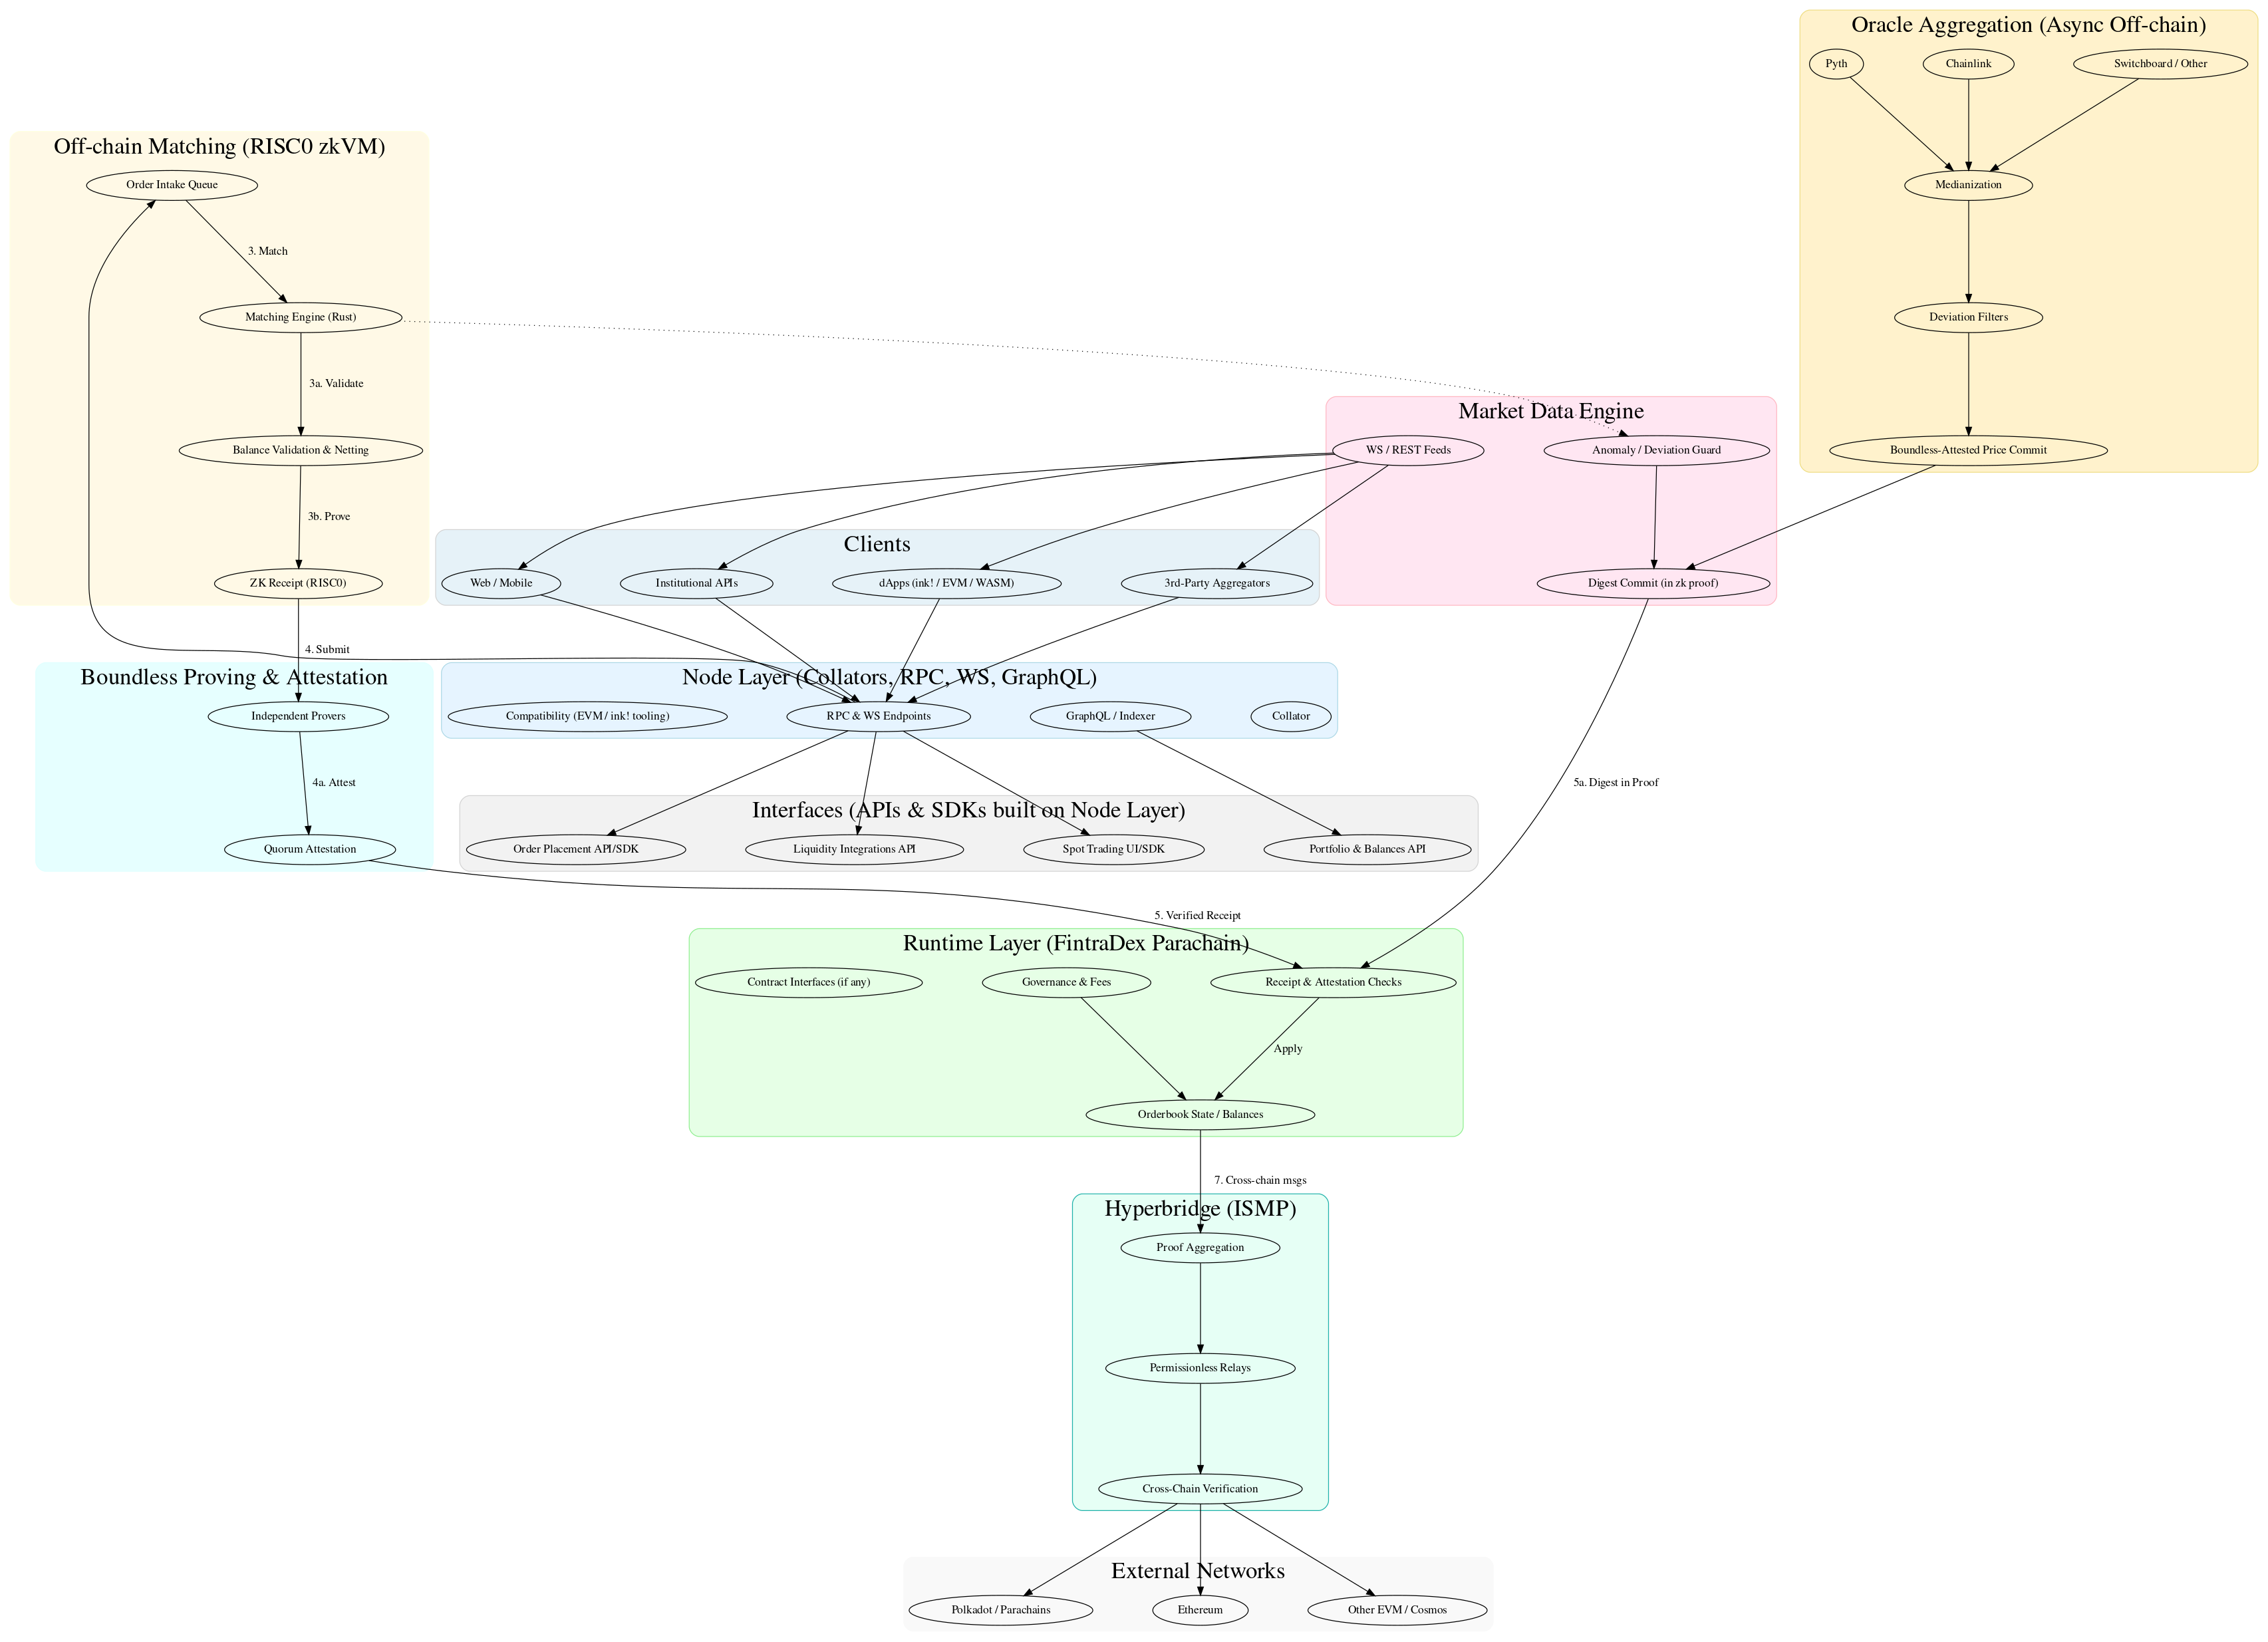 Oracle Aggregation (Async Off-chain)
Pyth
Chainlink
Switchboard / Other
Medianization
Deviation Filters
Boundless-Attested Price Commit
Off-chain Matching (RISC0 zkVM)
Order Intake Queue
3. Match
Matching Engine (Rust)
3a. Validate
Balance Validation & Netting
3b. Prove
ZK Receipt (RISC0)
4. Submit
Market Data Engine
WS / REST Feeds
Anomaly / Deviation Guard
Digest Commit (in zk proof)
5a. Digest in Proof
Clients
Web / Mobile
Institutional APIs
dApps (ink! / EVM / WASM)
3rd-Party Aggregators
Boundless Proving & Attestation
Independent Provers
4a. Attest
Quorum Attestation
5. Verified Receipt
Node Layer (Collators, RPC, WS, GraphQL)
Compatibility (EVM / ink! tooling)
RPC & WS Endpoints
GraphQL / Indexer
Collator
Interfaces (APIs & SDKs built on Node Layer)
Order Placement API/SDK
Liquidity Integrations API
Spot Trading UI/SDK
Portfolio & Balances API
Runtime Layer (FintraDex Parachain)
Contract Interfaces (if any)
Governance & Fees
Receipt & Attestation Checks
Apply
Orderbook State / Balances
7. Cross-chain msgs
Hyperbridge (ISMP)
Proof Aggregation
Permissionless Relays
Cross-Chain Verification
External Networks
Polkadot / Parachains
Ethereum
Other EVM / Cosmos